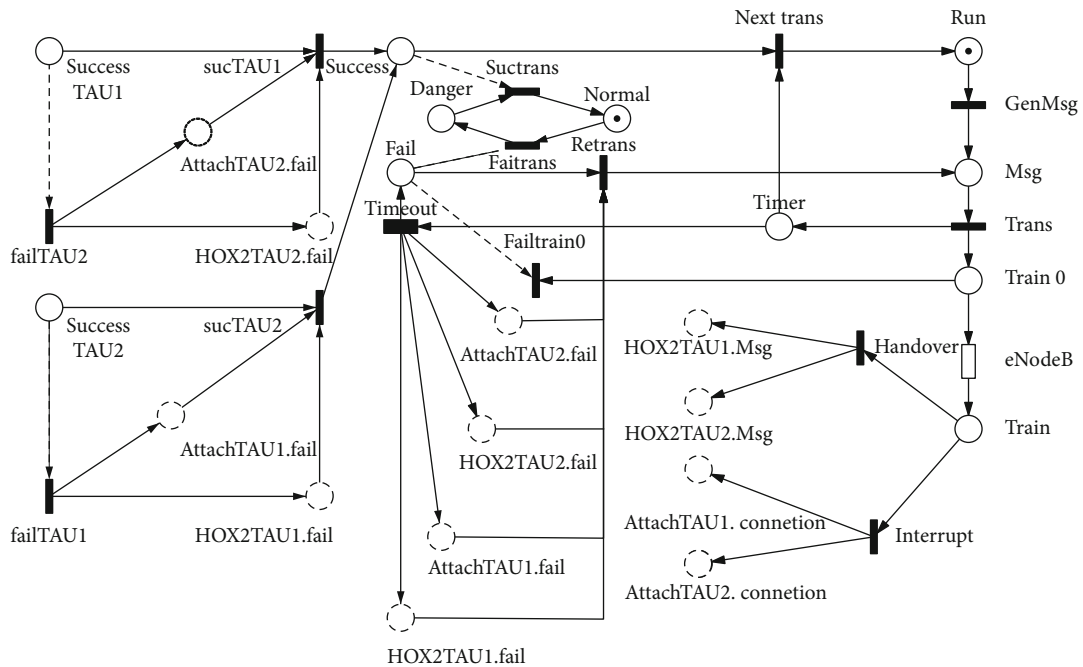 Next trans
Run
Success
TAU1
sucTAU1
Success
Suctrans
Danger
Normal
GenMsg
AttachTAU2.fail
Fail
Faitrans
Retrans
Msg
Timeout
Timer
Trans
failTAU2
HOX2TAU2.fail
Failtrain0
Train 0
Success
TAU2
sucTAU2
AttachTAU2.fail
HOX2TAU1.Msg
Handover
eNodeB
AttachTAU1.fail
HOX2TAU2.fail
HOX2TAU2.Msg
Train
failTAU1
HOX2TAU1.fail
AttachTAU1.fail
AttachTAU1. connetion
Interrupt
AttachTAU2. connetion
HOX2TAU1.fail